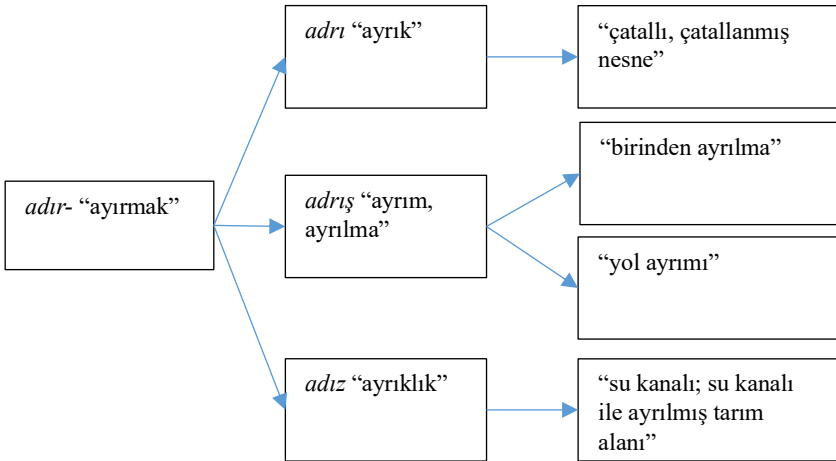 adır- “ayırmak”
adrı “ayrık”
“çatallı, çatallanmış
nesne”
adrış “ayrım,
ayrılma”
“birinden ayrılma”
“yol ayrımı”
adız “ayrıklık”
“su kanalı; su kanalı
ile ayrılmış tarım
alanı”